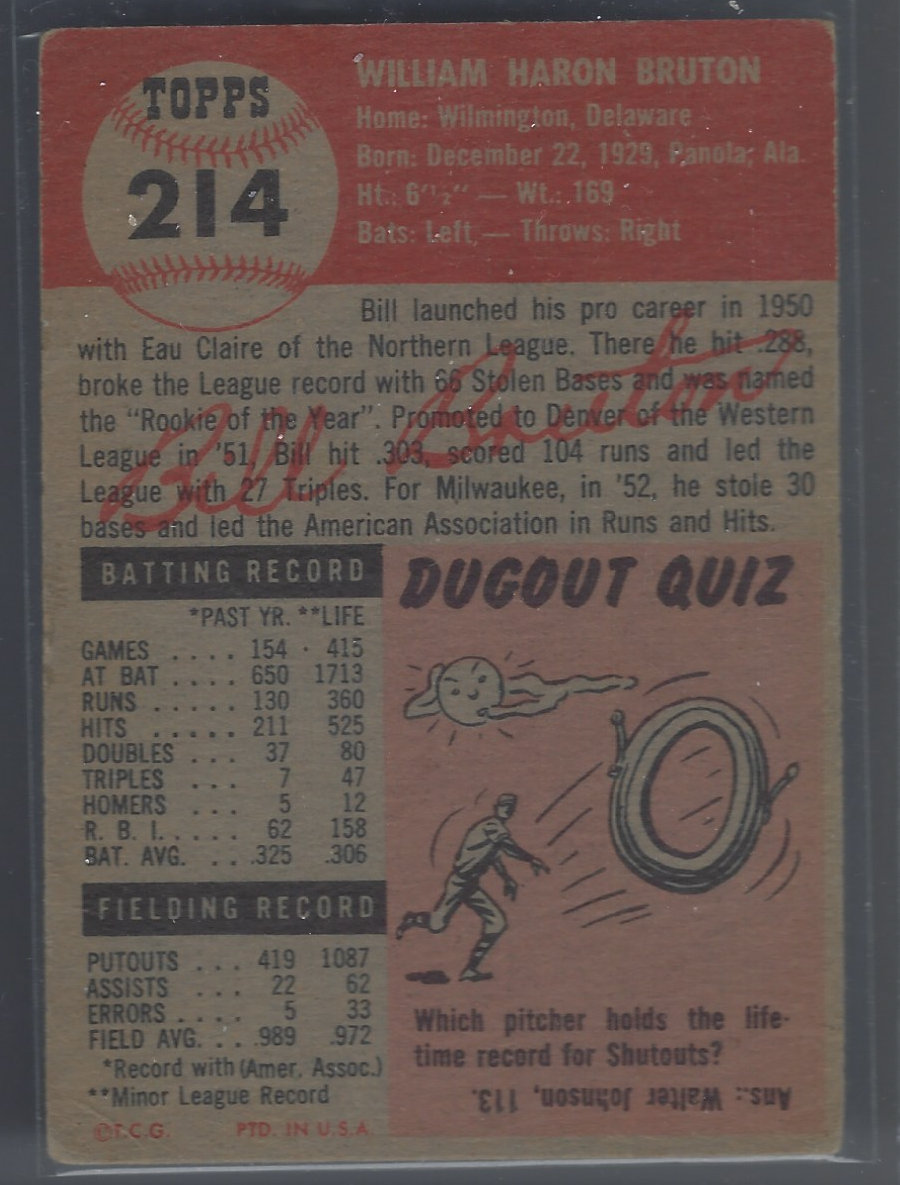 TOPPS
214
WILLIAM HARON BRUTON
Home: Wilmington, Delaware
Born: December 22, 1929, Panola, Ala.
Ht.: 6'½" — Wt.: 169
Bats: Left — Throws: Right
Bill launched his pro career in 1950
with Eau Claire of the Northern League. There he hit .288,
broke the League record with 66 Stolen Bases and was named
the "Rookie of the Year". Promoted to Denver of the Western
League in '51, Bill hit .303, scored 104 runs and led the
League with 27 Triples. For Milwaukee, in '52, he stole 30
bases and led the American Association in Runs and Hits.
Bill Bruton
BATTING RECORD
*PAST YR. **LIFE
GAMES .... 154 415
AT BAT .... 650 1713
RUNS ..... 130 360
HITS ...... 211 525
DOUBLES ... 37 80
TRIPLES ... 7 47
HOMERS ... 5 12
R. B. I. .... 62 158
BAT. AVG. ... .325 .306
FIELDING RECORD
PUTOUTS ... 419 1087
ASSISTS ... 22 62
ERRORS .... 5 33
FIELD AVG. ... .989 .972
*Record with (Amer. Assoc.)
**Minor League Record
©T.C.G. PTD. IN U.S.A.
DUGOUT QUIZ
Which pitcher holds the life-
time record for Shutouts?
Ans.: Walter Johnson, 113.